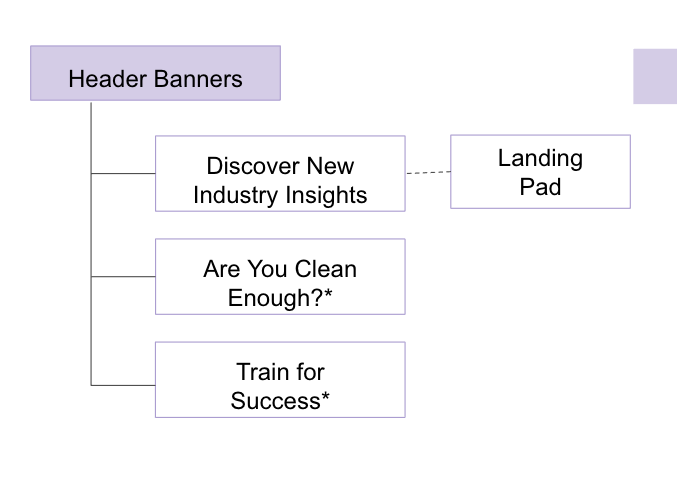 Header Banners
Discover New
Industry Insights
Landing
Pad
Are You Clean
Enough?*
Train for
Success*